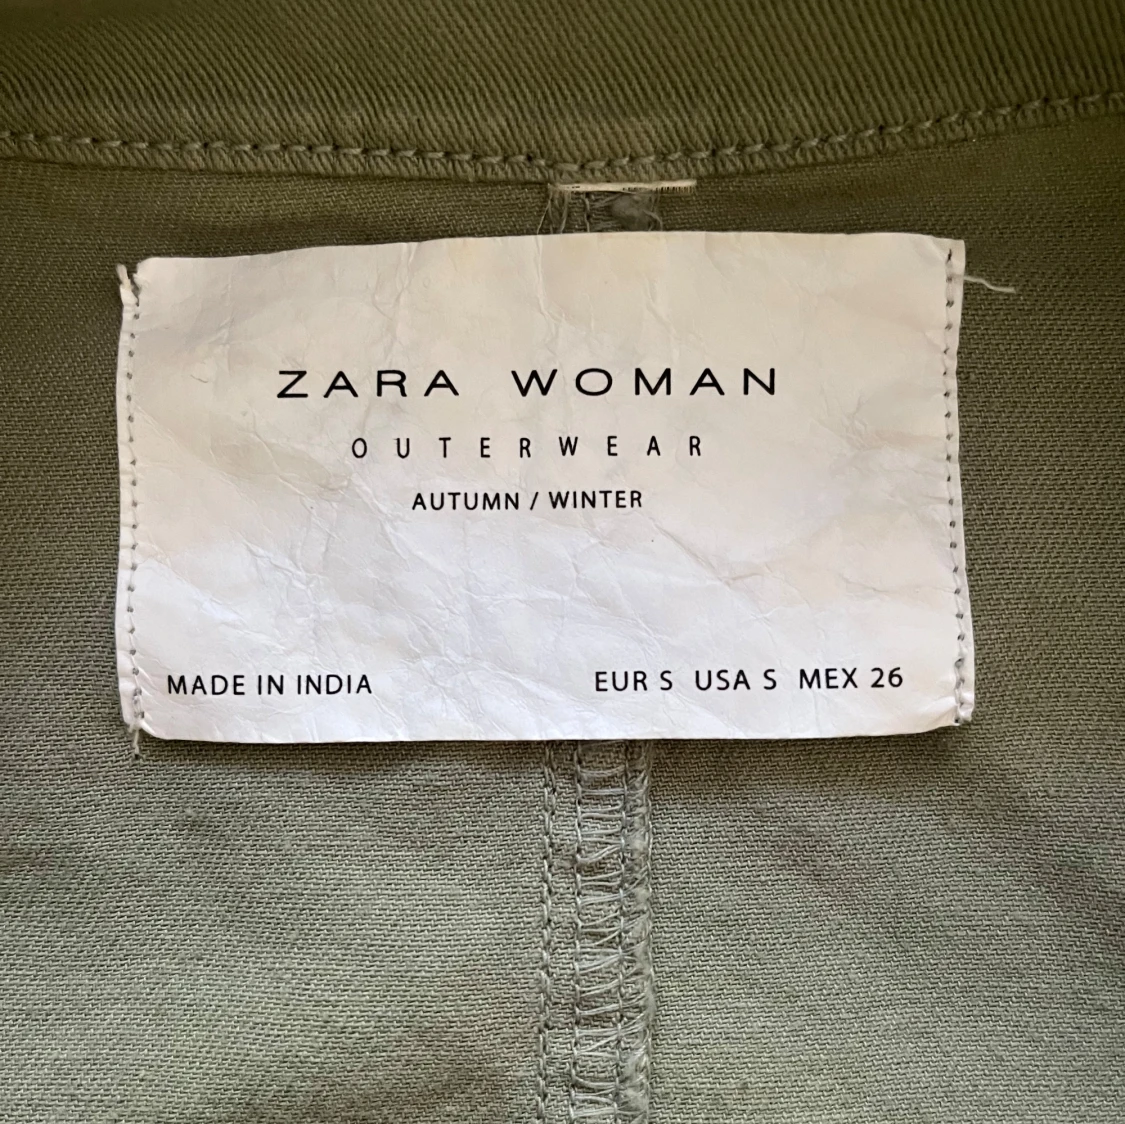 ZARA WOMAN
OUTERWEAR
AUTUMN / WINTER
MADE IN INDIA EUR S USA S MEX 26